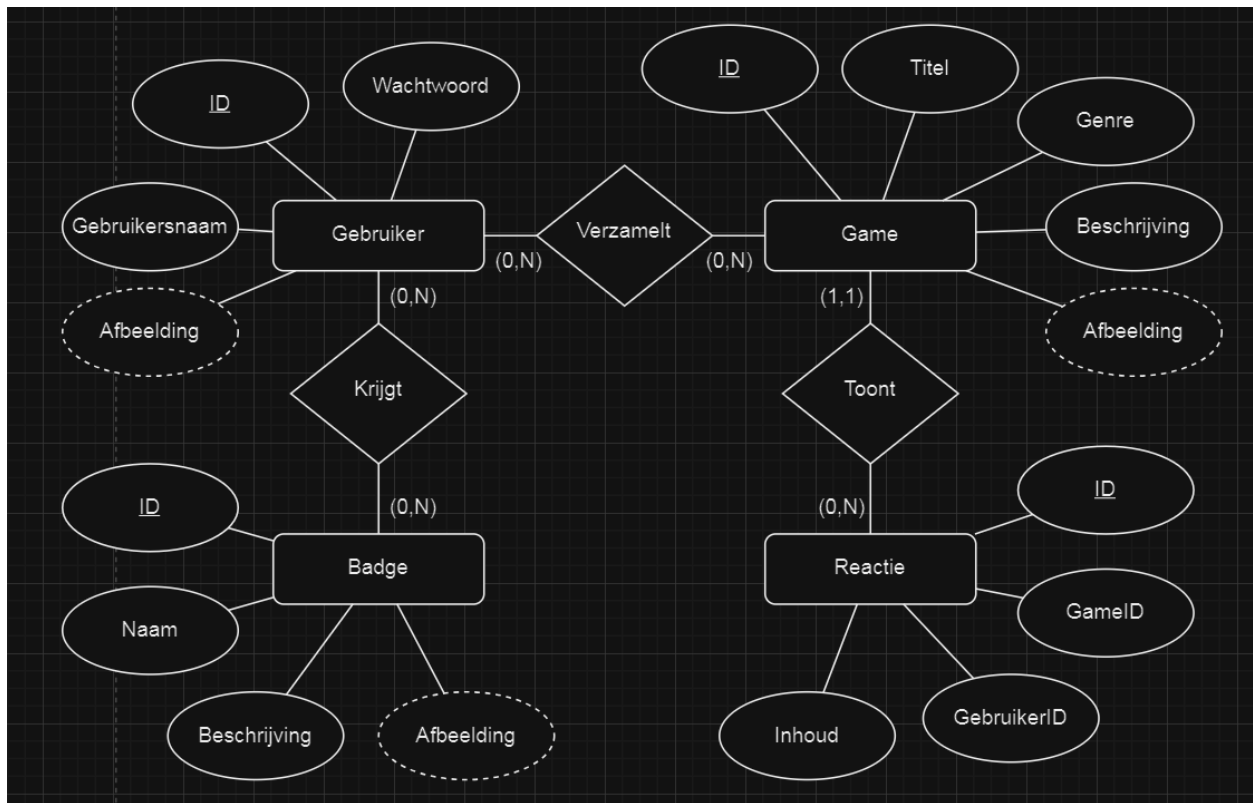 ID
Wachtwoord
ID
Titel
Genre
Gebruikersnaam
Gebruiker
Verzamelt
Game
Beschrijving
(0,N)
(0,N)
(0,N)
(1,1)
Afbeelding
Afbeelding
Krijgt
Toont
ID
ID
(0,N)
(0,N)
Badge
Reactie
Naam
GameID
Beschrijving
Afbeelding
Inhoud
GebruikerID